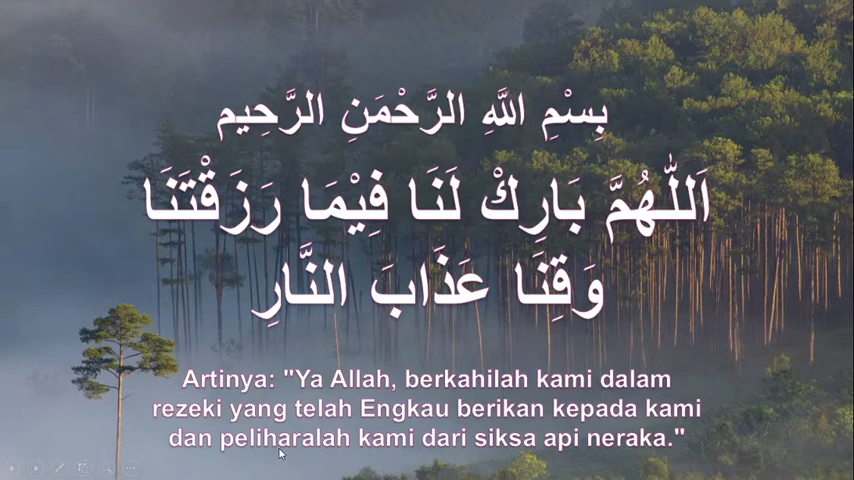 بِسْمِ اللَّهِ الرَّحْمَنِ الرَّحِيم
اَللّٰهُمَّ بَارِكْ لَنَا فِيْمَا رَزَقْتَنَا
وَقِنَا عَذَابَ النَّارِ
Artinya: "Ya Allah, berkahilah kami dalam
rezeki yang telah Engkau berikan kepada kami
dan peliharalah kami dari siksa api neraka."